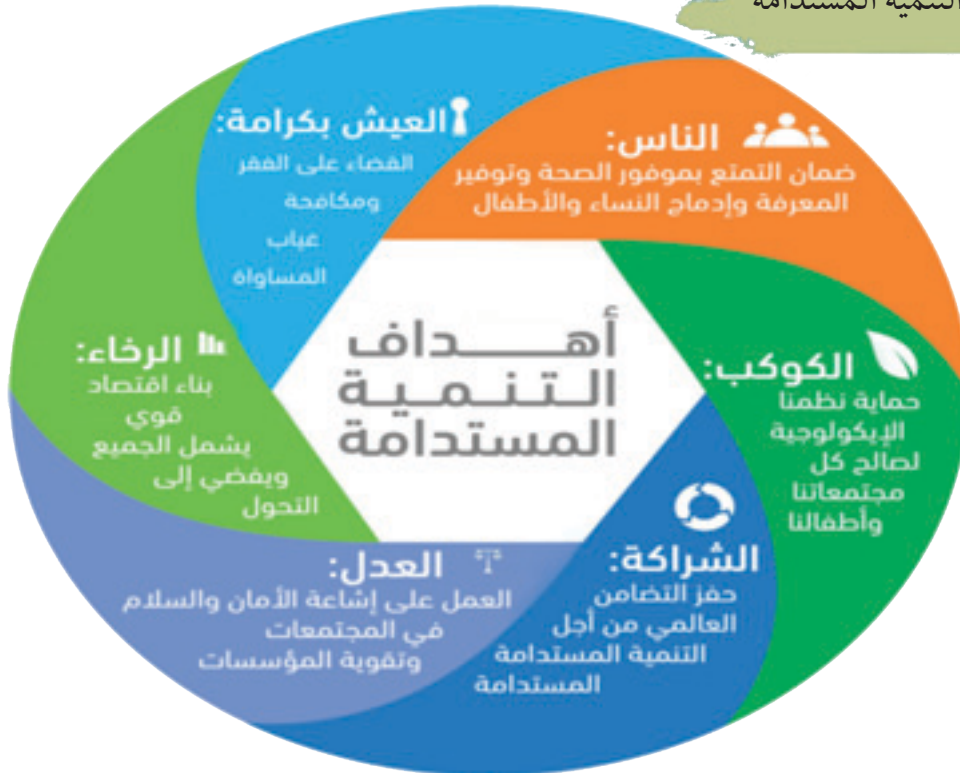 التنمية المستدامة
العيش بكرامة:
القضاء على الفقر
ومكافحة
غياب
المساواة
الناس:
ضمان التمتع بموفور الصحة وتوفير
المعرفة وإدماج النساء والأطفال
الكوكب:
حماية نظمنا
الإيكولوجية
لصالح كل
مجتمعاتنا
وأطفالنا
الشراكة:
حفز التضامن
العالمي من أجل
التنمية المستدامة
المستدامة
العدل:
العمل على إشاعة الأمان والسلام
في المجتمعات
وتقوية المؤسسات
الرخاء:
بناء اقتصاد
قوي
يشمل الجميع
ويفضي إلى
التحول
أهداف
التنمية
المستدامة